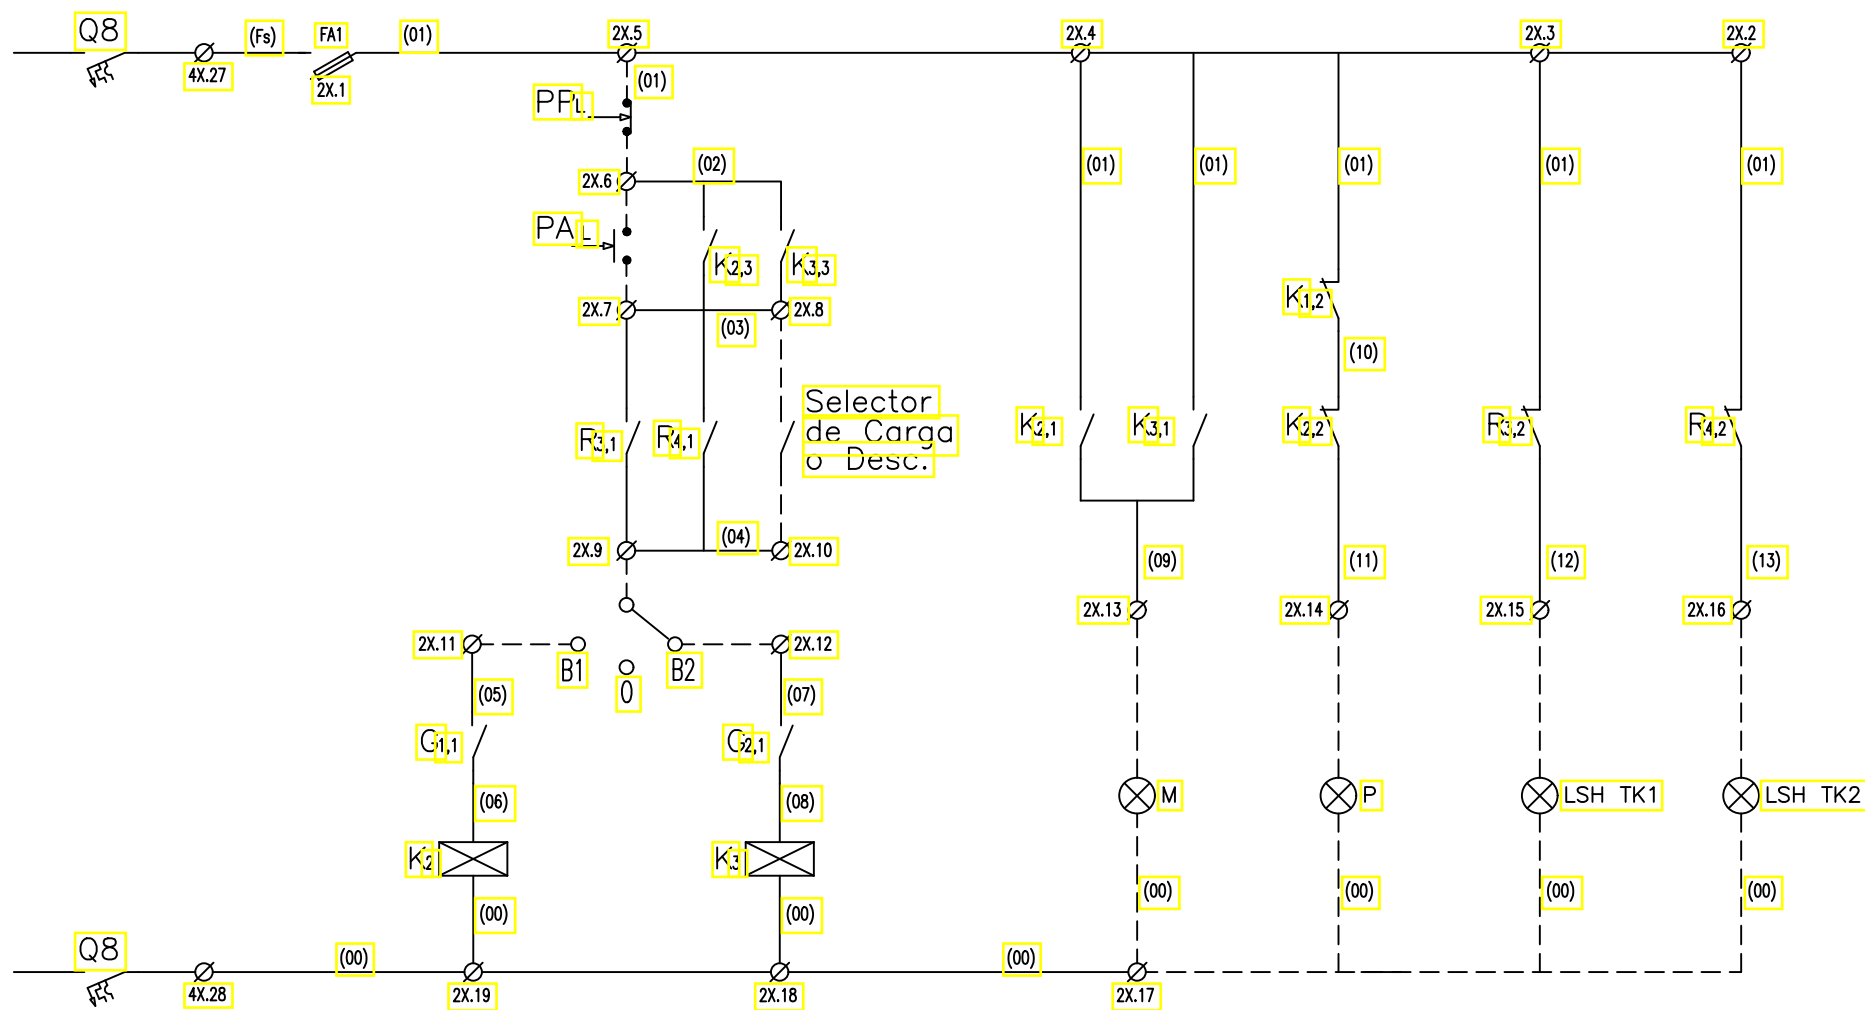 Q8
(Fs)
FA1
(01)
2X.5
2X.4
2X.3
2X.2
4X.27
2X.1
(01)
PPL
2X.6
(02)
(01)
(01)
(01)
(01)
(01)
PAL
K2,3
K3,3
K1,2
2X.7
2X.8
(03)
(10)
Selector
de Carga
o Desc.
R3,1
R4,1
K2,1
K3,1
K2,2
R3,2
R4,2
2X.9
(04)
2X.10
(09)
(11)
(12)
(13)
2X.13
2X.14
2X.15
2X.16
2X.11
B1
0
B2
2X.12
(05)
(07)
G1,1
G2,1
(06)
(08)
M
P
LSH TK1
LSH TK2
K2
K3
(00)
(00)
(00)
(00)
(00)
(00)
Q8
(00)
(00)
4X.28
2X.19
2X.18
2X.17